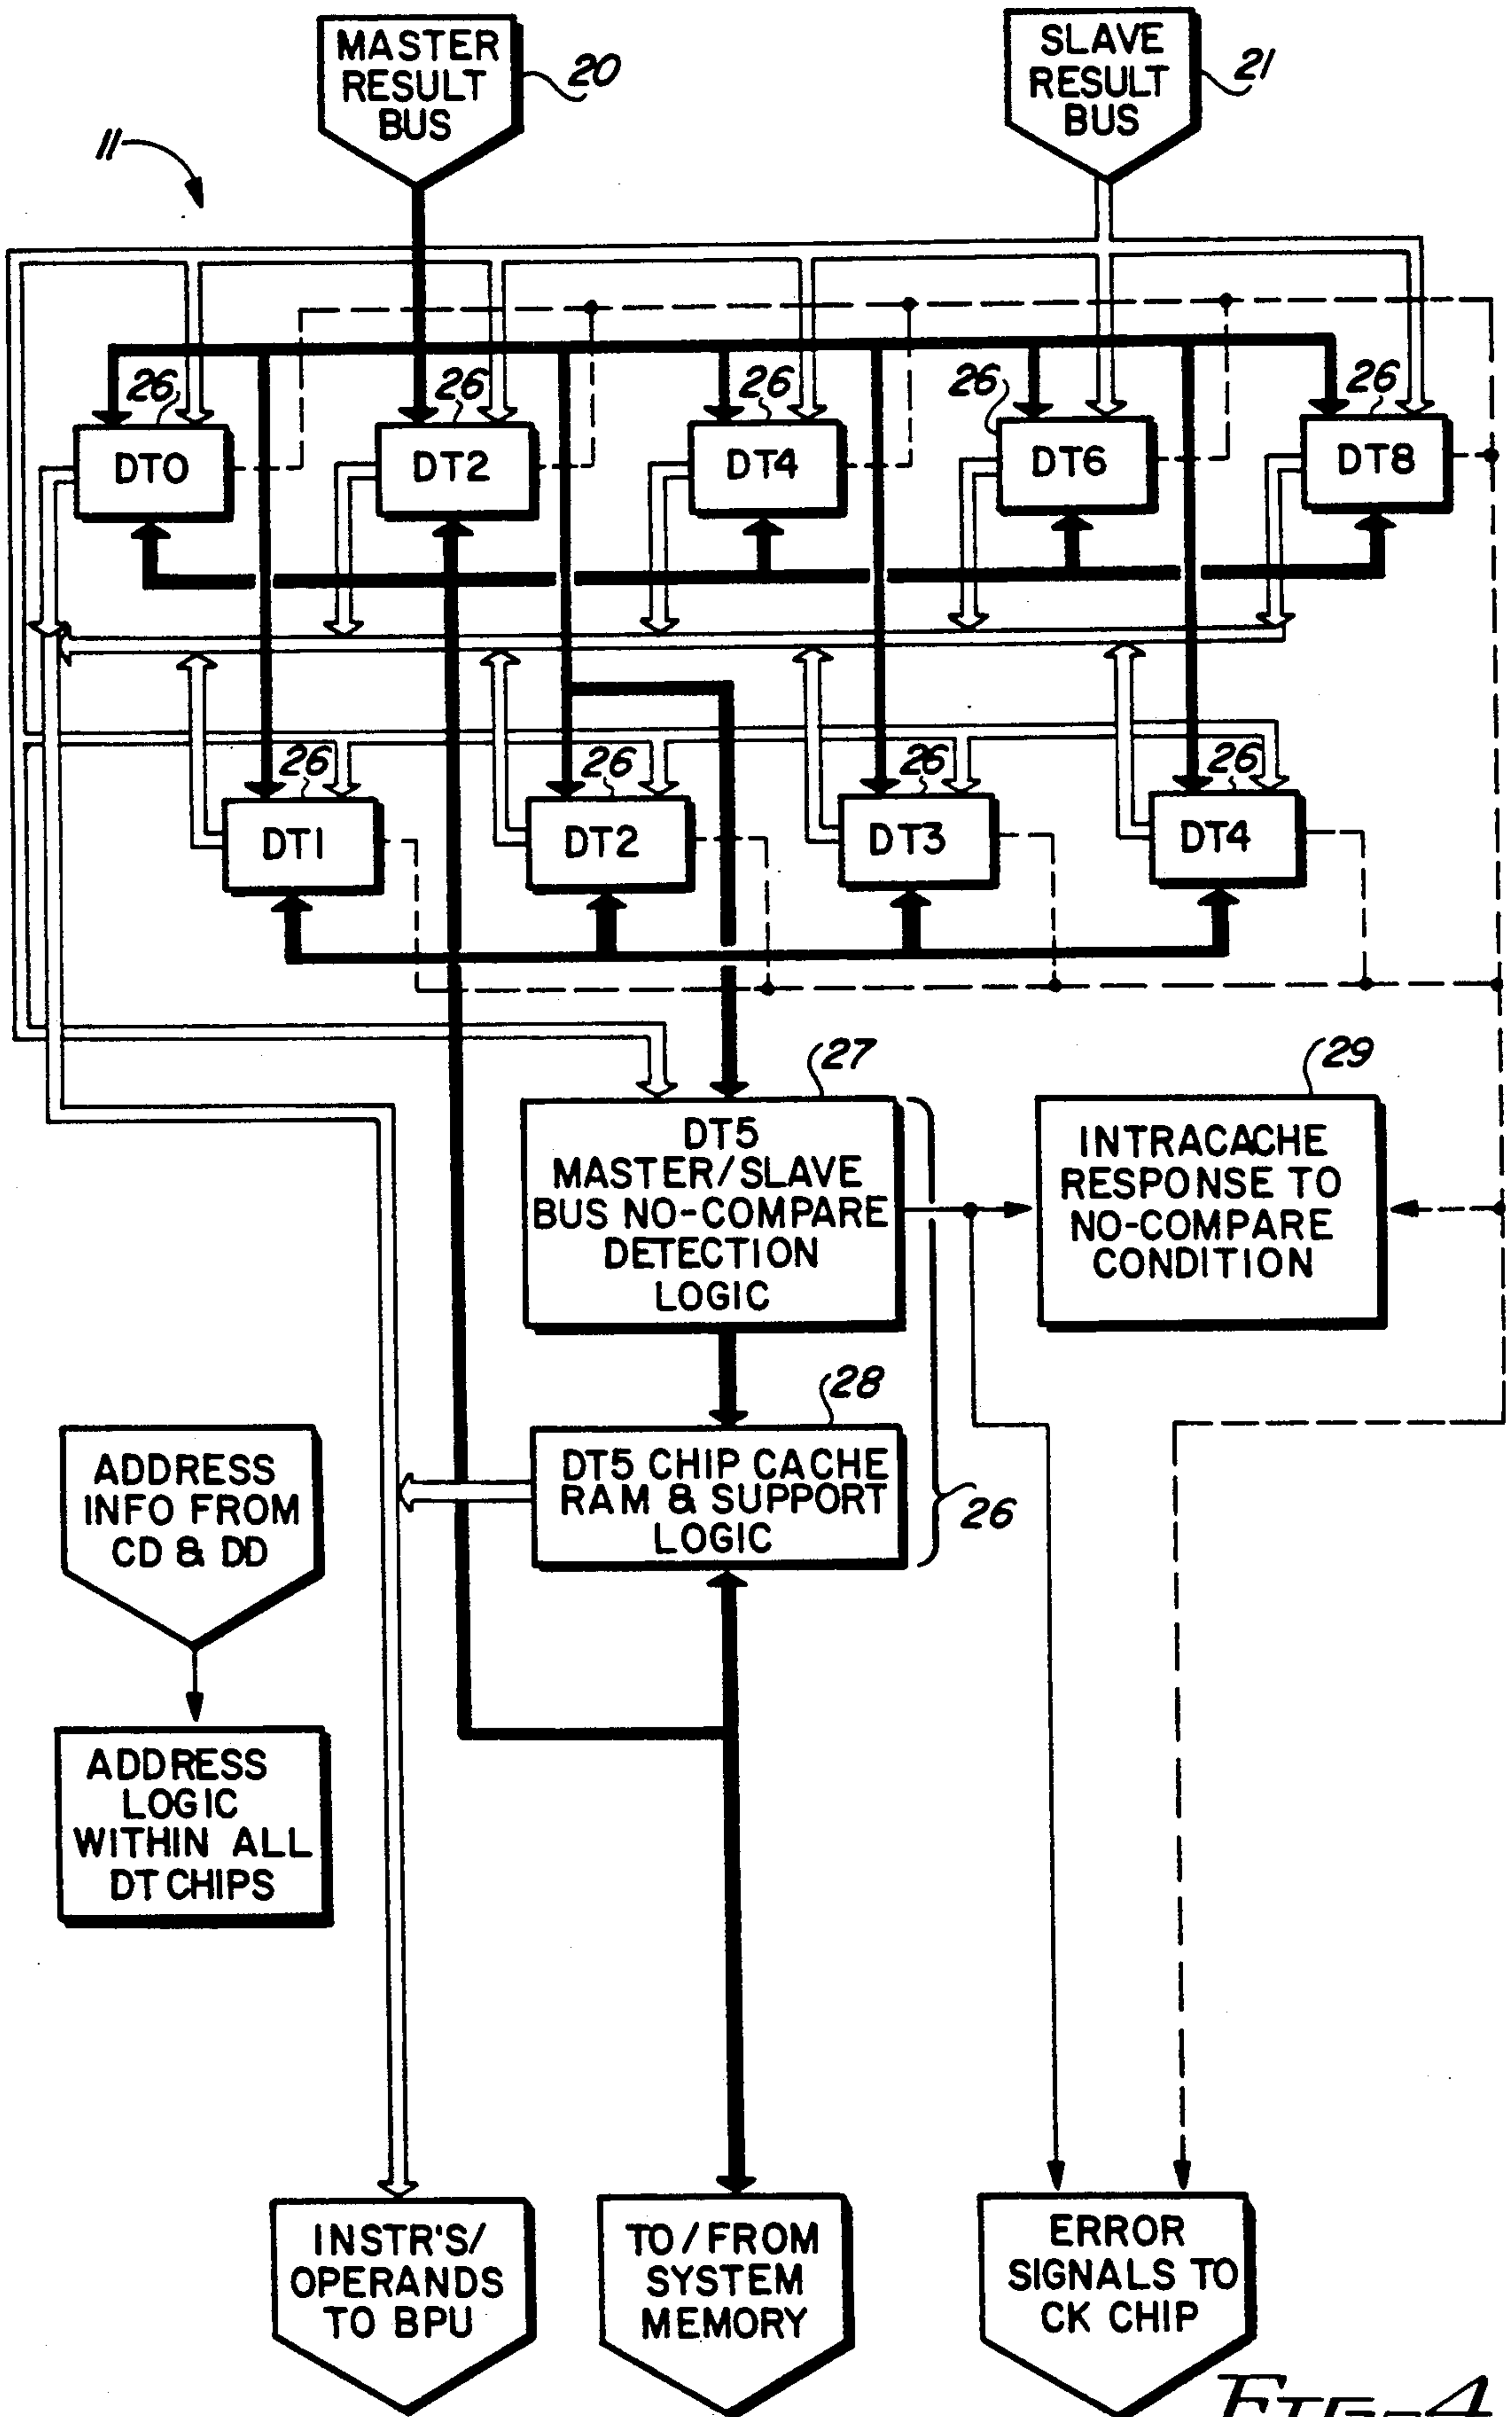 MASTER
RESULT
BUS
20
SLAVE
RESULT
BUS
21
11
26
26
26
26
26
DT0
DT2
DT4
DT6
DT8
26
26
26
26
DT1
DT2
DT3
DT4
27
29
DT5
MASTER/SLAVE
BUS NO-COMPARE
DETECTION
LOGIC
INTRACACHE
RESPONSE TO
NO-COMPARE
CONDITION
28
DT5 CHIP CACHE
RAM & SUPPORT
LOGIC
26
ADDRESS
INFO FROM
CD & DD
ADDRESS
LOGIC
WITHIN ALL
DT CHIPS
INSTR'S/
OPERANDS
TO BPU
TO/FROM
SYSTEM
MEMORY
ERROR
SIGNALS TO
CK CHIP
FIG-4